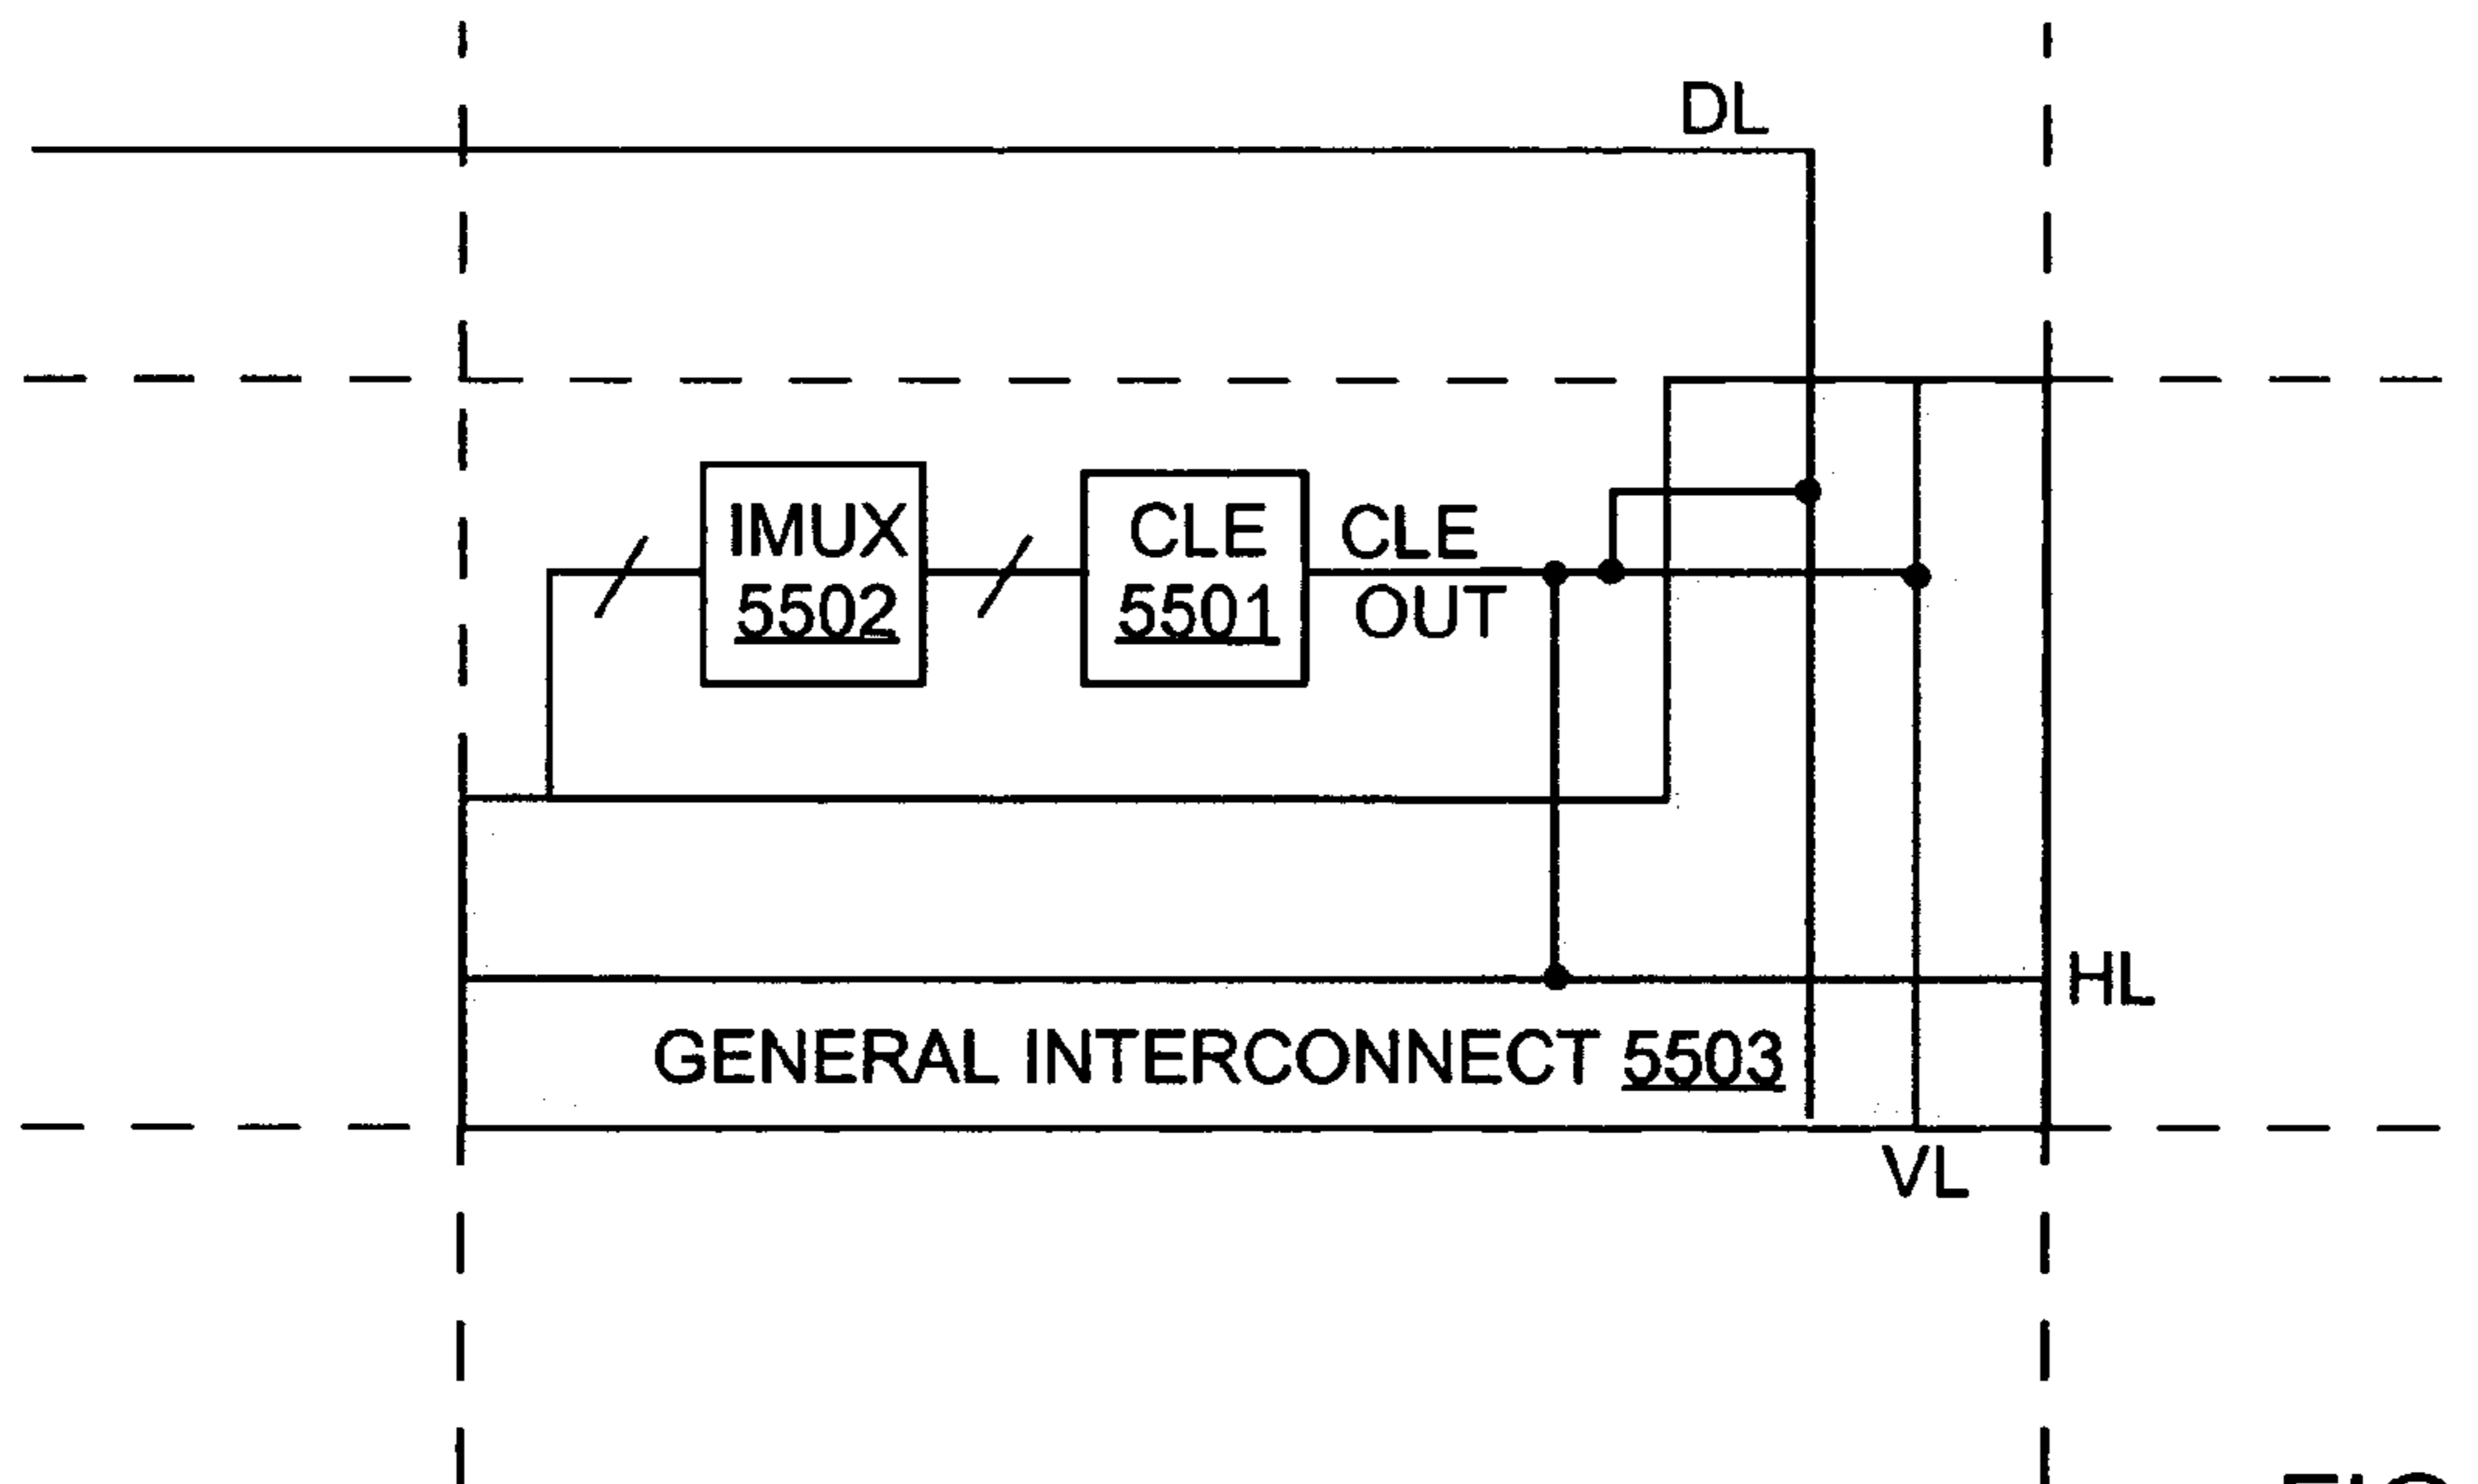 DL
IMUX
5502
CLE
5501
CLE
OUT
HL
GENERAL INTERCONNECT 5503
VL